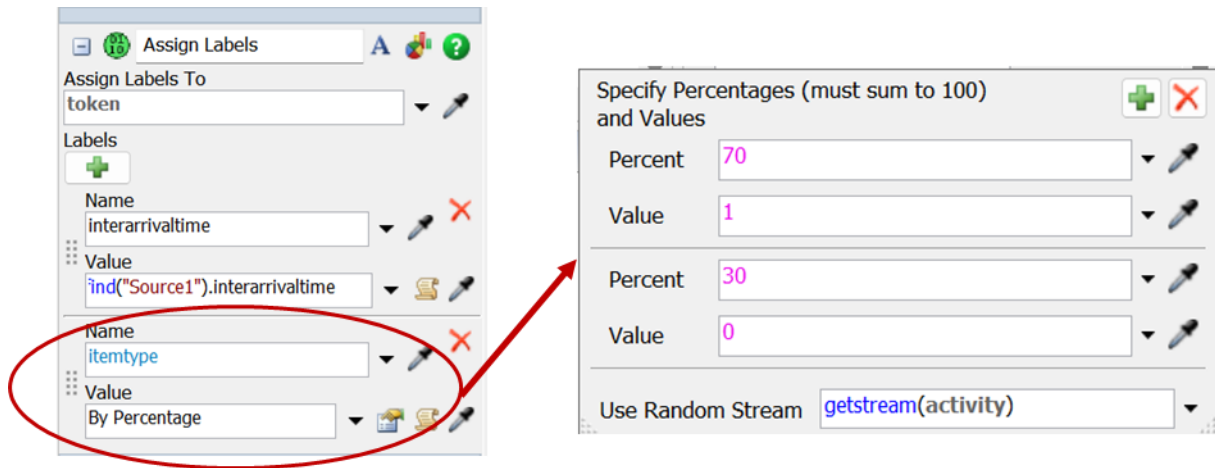 Assign Labels
A
?
Assign Labels To
token
Labels
Name
interarrivaltime
Value
find("Source1").interarrivaltime
Name
itemtype
Value
By Percentage
Specify Percentages (must sum to 100)
and Values
Percent
70
Value
1
Percent
30
Value
0
Use Random Stream
getstream(activity)